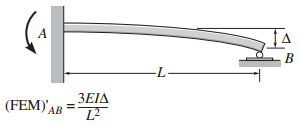 A
Δ
B
L
(FEM)'AB = 3EIΔ / L²